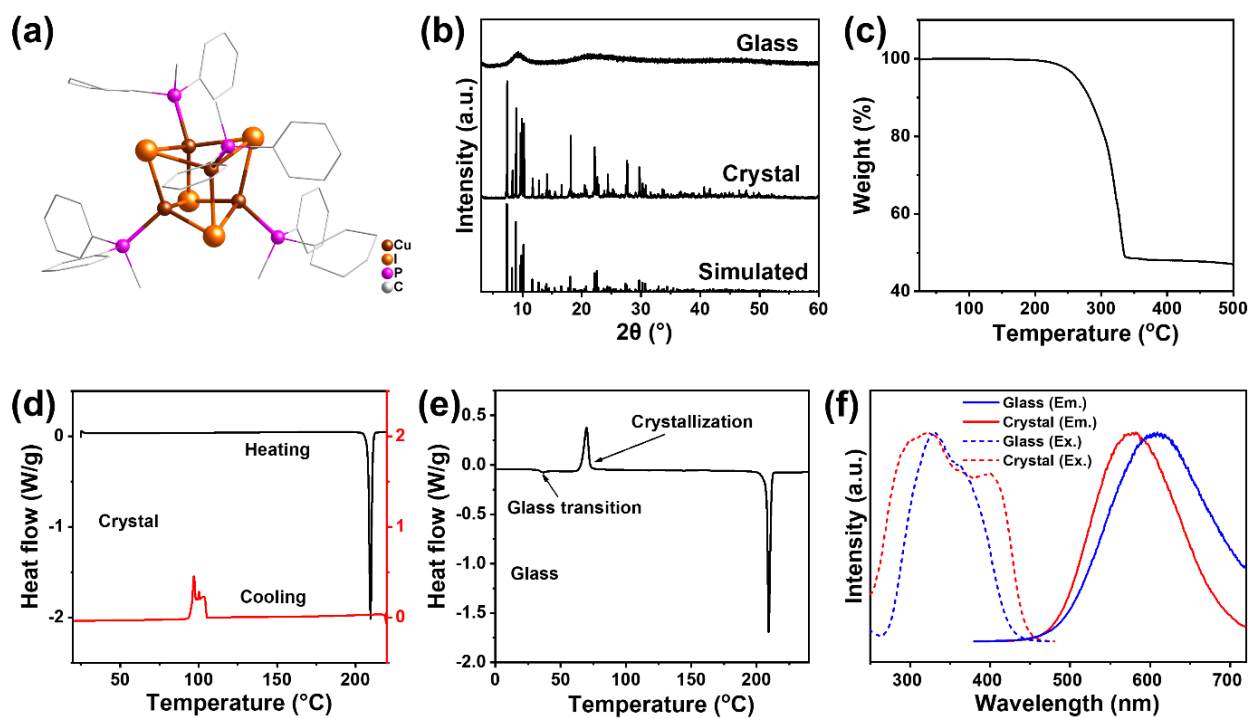 (a)
Cu
I
P
C
(b)
Glass
Crystal
Simulated
Intensity (a.u.)
10 20 30 40 50 60
2θ (°)
(c)
100
80
60
40
Weight (%)
100 200 300 400 500
Temperature (°C)
(d)
0
-1
-2
Heat flow (W/g)
Heating
Crystal
Cooling
2
1
0
50 100 150 200
Temperature (°C)
(e)
0.5
0.0
-0.5
-1.0
-1.5
-2.0
Heat flow (W/g)
Crystallization
Glass transition
Glass
50 100 150 200
Temperature (°C)
(f)
Glass (Em.)
Crystal (Em.)
Glass (Ex.)
Crystal (Ex.)
Intensity (a.u.)
300 400 500 600 700
Wavelength (nm)